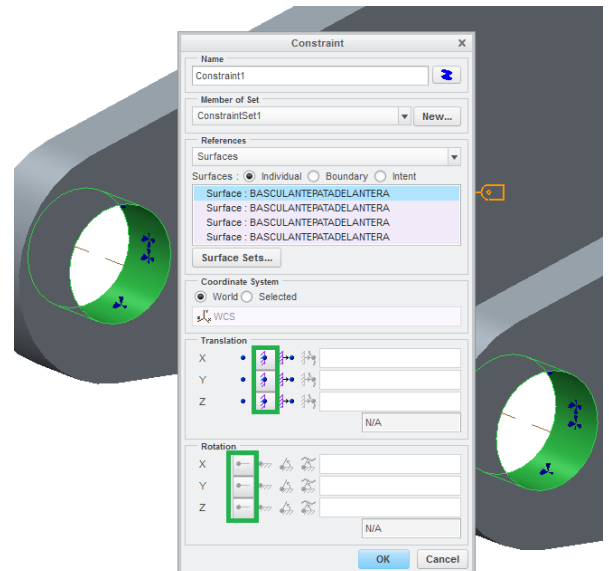 Constraint
Name
Constraint1
Member of Set
ConstraintSet1 New...
References
Surfaces
Surfaces : Individual Boundary Intent
Surface : BASCULANTEPATADELANTERA
Surface : BASCULANTEPATADELANTERA
Surface : BASCULANTEPATADELANTERA
Surface : BASCULANTEPATADELANTERA
Surface Sets...
Coordinate System
World Selected
WCS
Translation
X
Y
Z
N/A
Rotation
X
Y
Z
N/A
OK Cancel